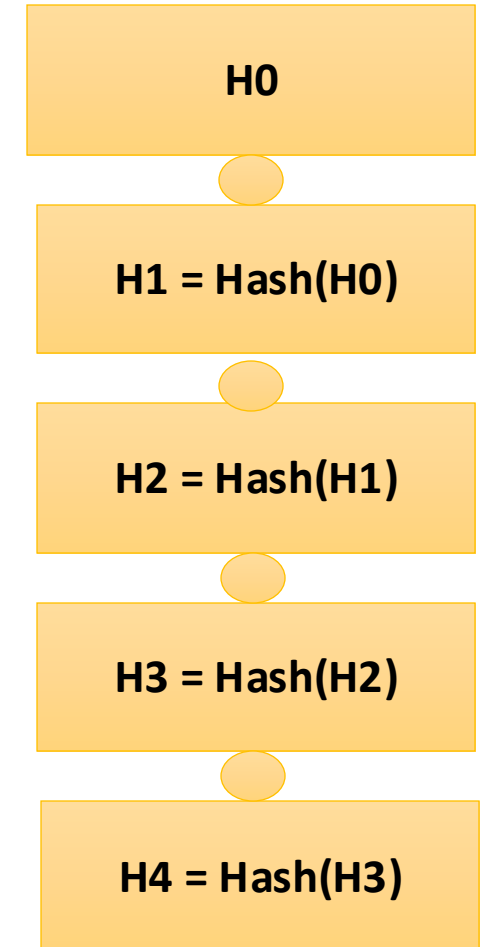 H0
H1 = Hash(H0)
H2 = Hash(H1)
H3 = Hash(H2)
H4 = Hash(H3)